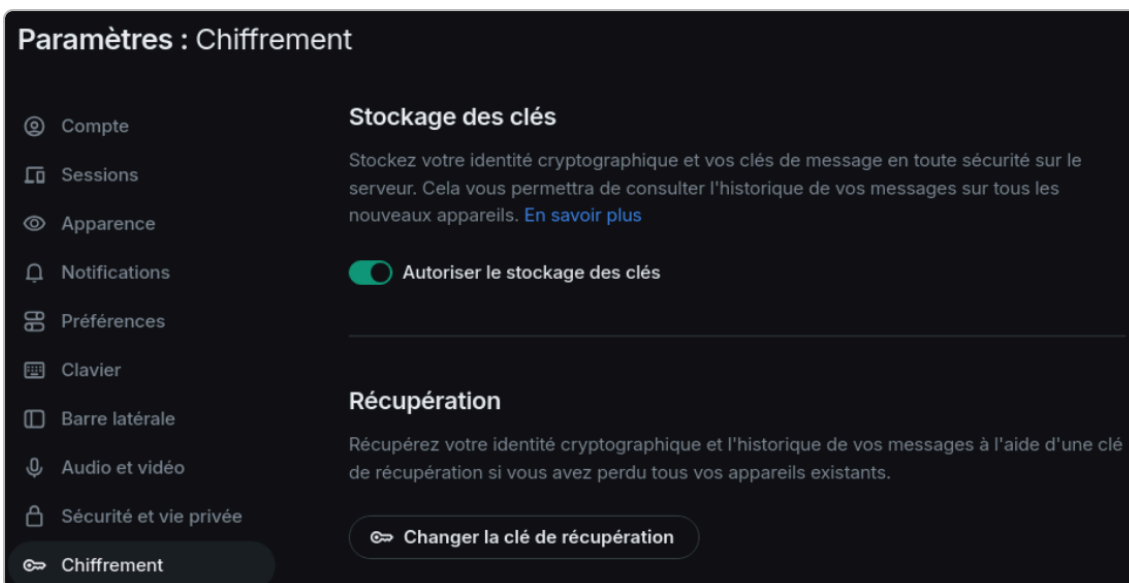 Paramètres : Chiffrement
Compte
Sessions
Apparence
Notifications
Préférences
Clavier
Barre latérale
Audio et vidéo
Sécurité et vie privée
Chiffrement
Stockage des clés
Stockez votre identité cryptographique et vos clés de message en toute sécurité sur le
serveur. Cela vous permettra de consulter l'historique de vos messages sur tous les
nouveaux appareils. En savoir plus
Autoriser le stockage des clés
Récupération
Récupérez votre identité cryptographique et l'historique de vos messages à l'aide d'une clé
de récupération si vous avez perdu tous vos appareils existants.
Changer la clé de récupération